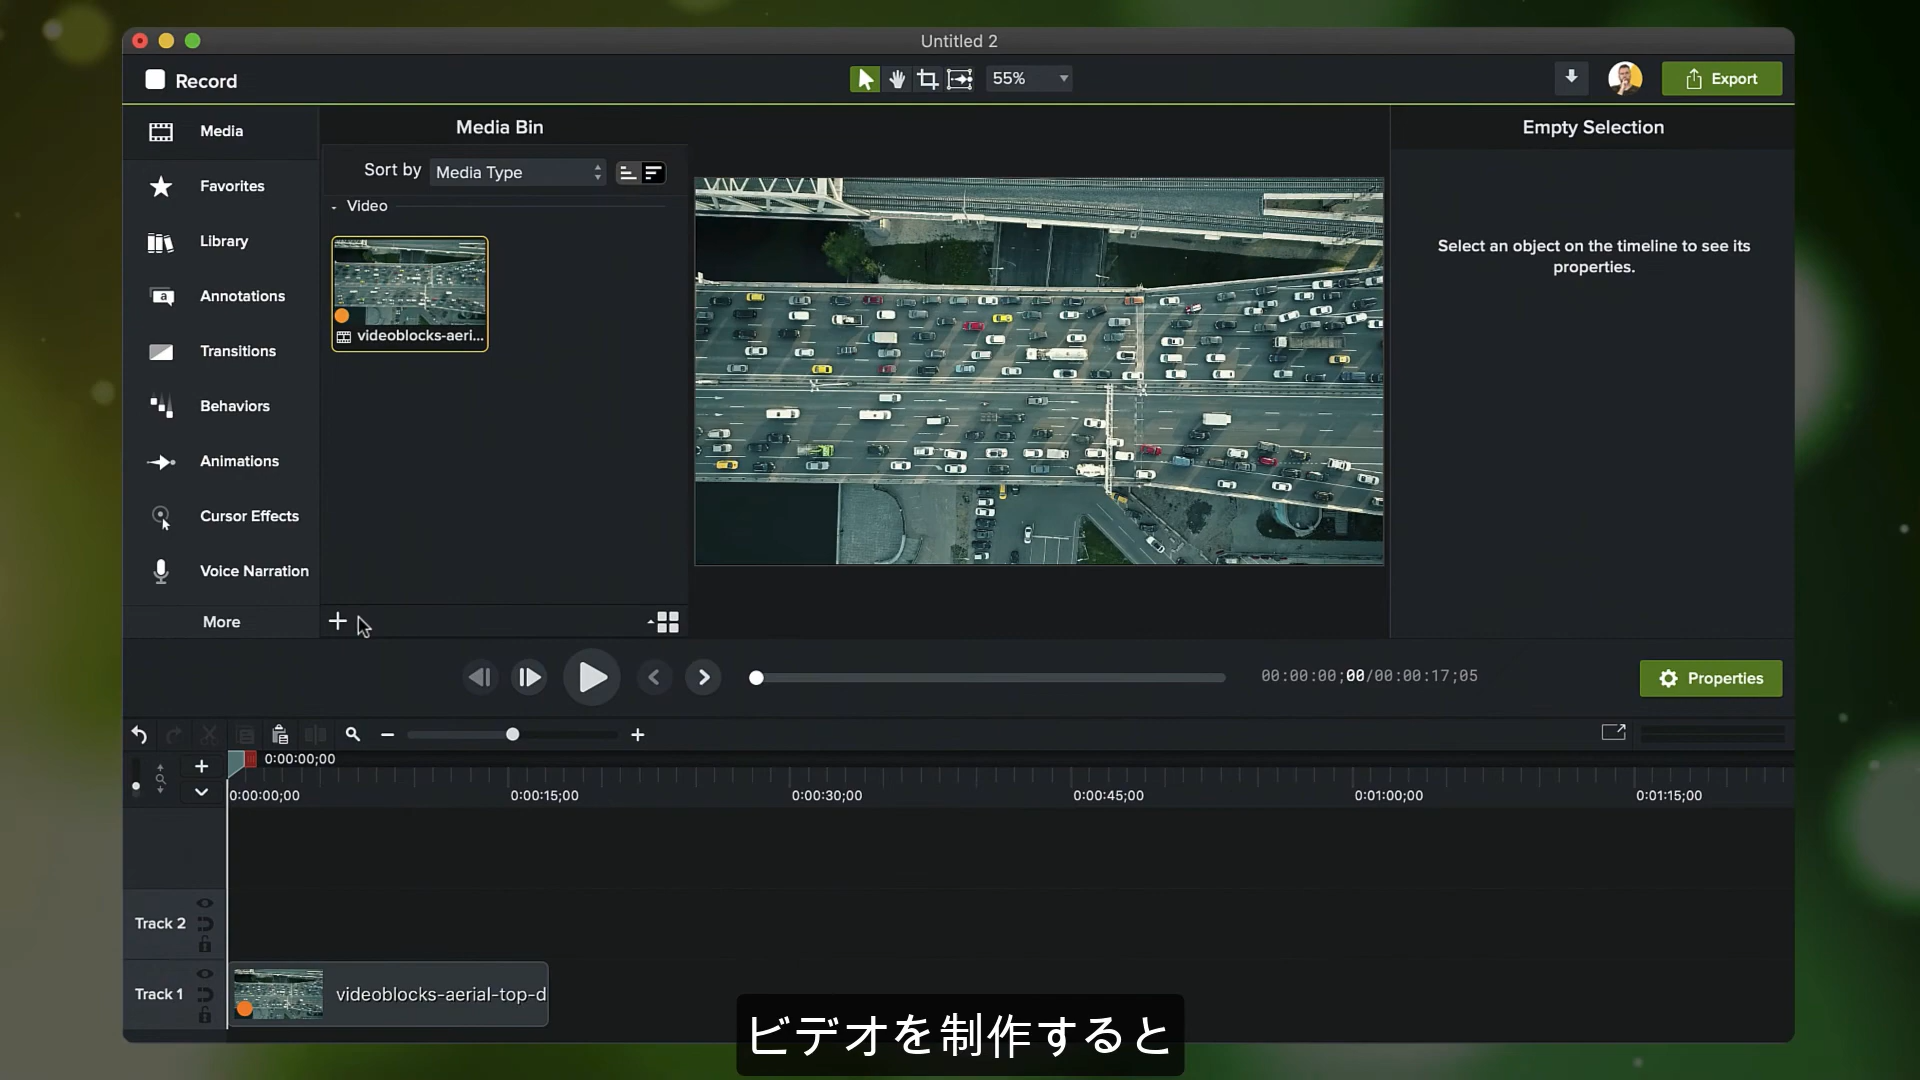 Untitled 2
Record
55%
Export
Media
Favorites
Library
Annotations
Transitions
Behaviors
Animations
Cursor Effects
Voice Narration
More
Media Bin
Sort by
Media Type
Video
videoblocks-aeri...
Empty Selection
Select an object on the timeline to see its
properties.
00:00:00;00/00:00:17;05
Properties
0:00:00;00
0:00:00;00
0:00:15;00
0:00:30;00
0:00:45;00
0:01:00;00
0:01:15;00
Track 2
Track 1
videoblocks-aerial-top-d
ビデオを制作すると